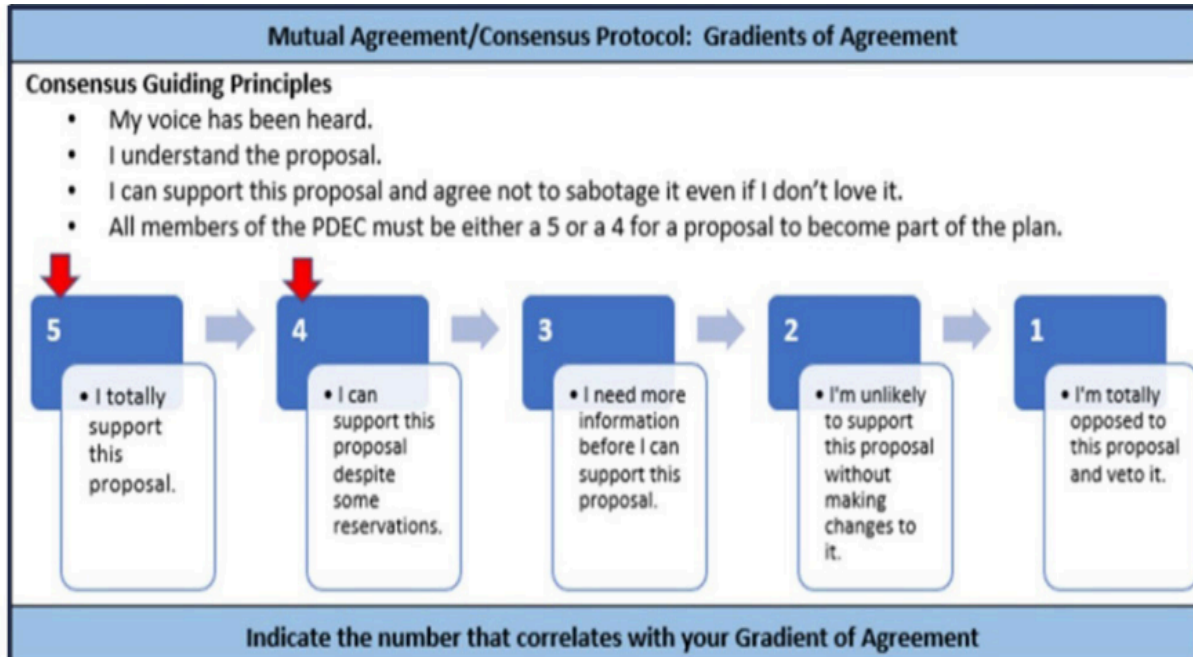 Mutual Agreement/Consensus Protocol: Gradients of Agreement
Consensus Guiding Principles
• My voice has been heard.
• I understand the proposal.
• I can support this proposal and agree not to sabotage it even if I don't love it.
• All members of the PDEC must be either a 5 or a 4 for a proposal to become part of the plan.
5
• I totally
support
this
proposal.
4
• I can
support this
proposal
despite
some
reservations.
3
• I need more
information
before I can
support this
proposal.
2
• I'm unlikely
to support
this proposal
without
making
changes to
it.
1
• I'm totally
opposed to
this proposal
and veto it.
Indicate the number that correlates with your Gradient of Agreement